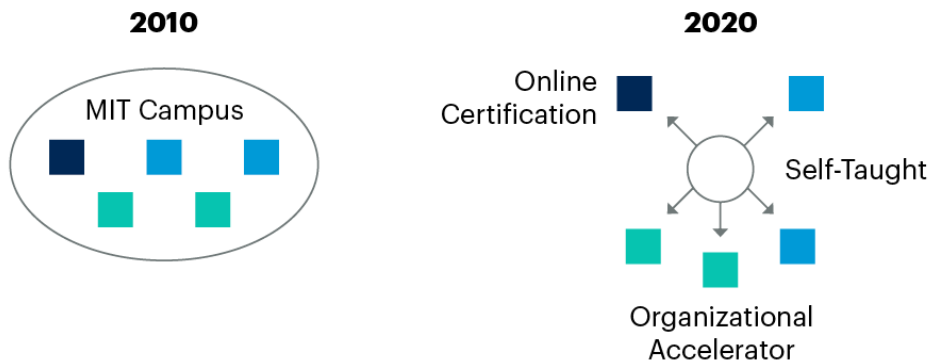 2010
MIT Campus
2020
Online
Certification
Self-Taught
Organizational
Accelerator